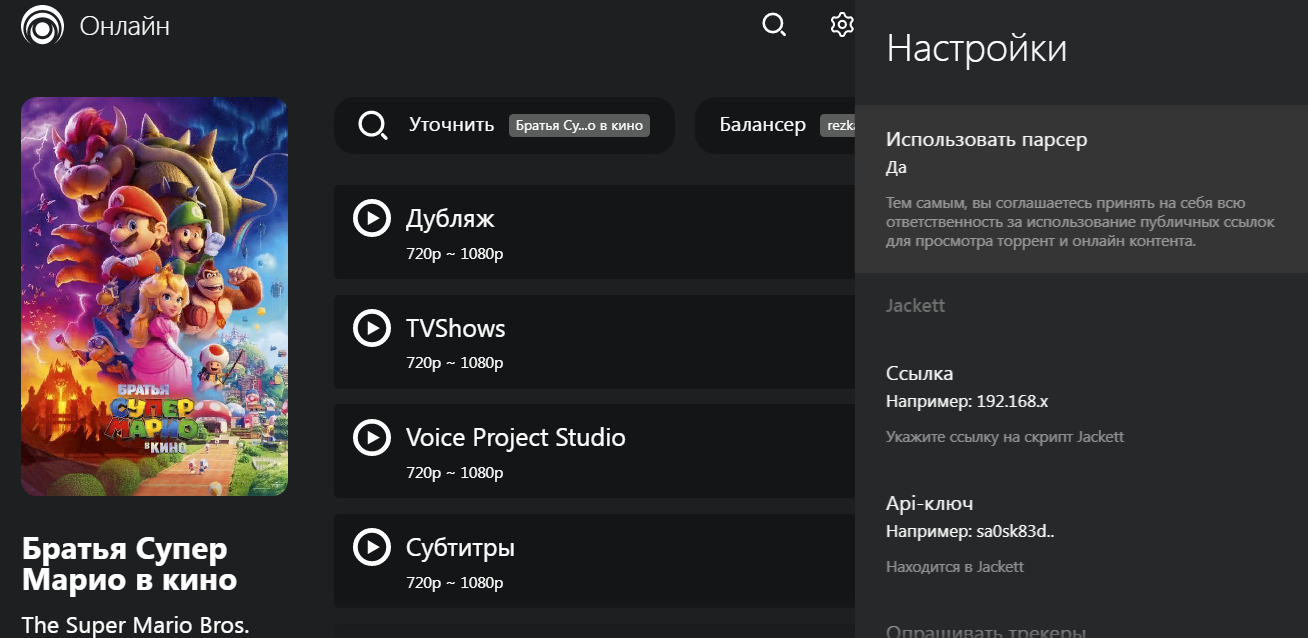 Онлайн
БРАТЬЯ
СУПЕР
МАРИО
В КИНО
Братья Супер
Марио в кино
The Super Mario Bros.
Уточнить Братья Су...о в кино
Балансер rezka
Дубляж
720p ~ 1080p
TVShows
720p ~ 1080p
Voice Project Studio
720p ~ 1080p
Субтитры
720p ~ 1080p
Настройки
Использовать парсер
Да
Тем самым, вы соглашаетесь принять на себя всю
ответственность за использование публичных ссылок
для просмотра торрент и онлайн контента.
Jackett
Ссылка
Например: 192.168.х
Укажите ссылку на скрипт Jackett
Api-ключ
Например: sa0sk83d..
Находится в Jackett
Опрашивать трекеры